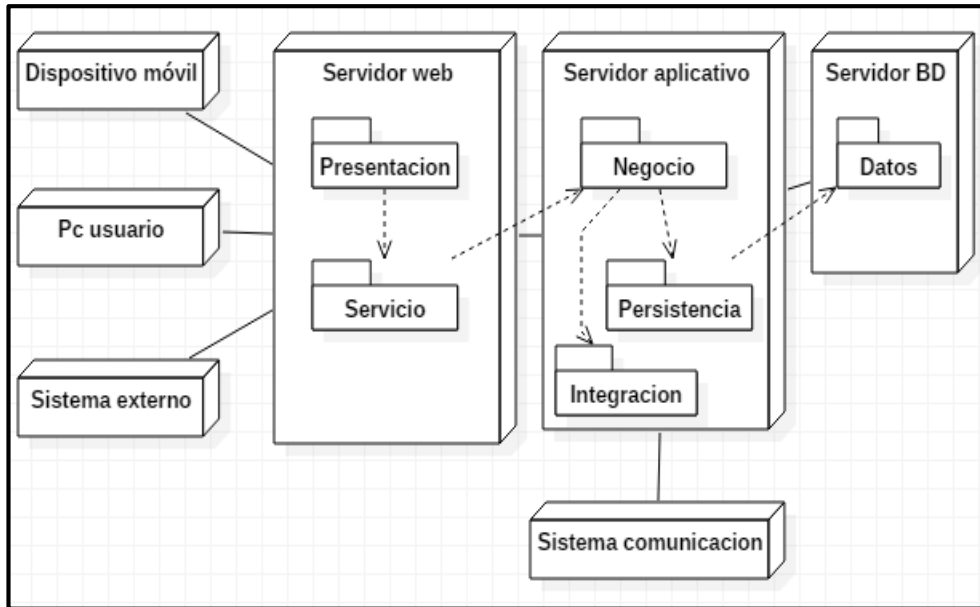 Dispositivo móvil
Servidor web
Servidor aplicativo
Servidor BD
Presentacion
Negocio
Datos
Pc usuario
Servicio
Persistencia
Sistema externo
Integracion
Sistema comunicacion